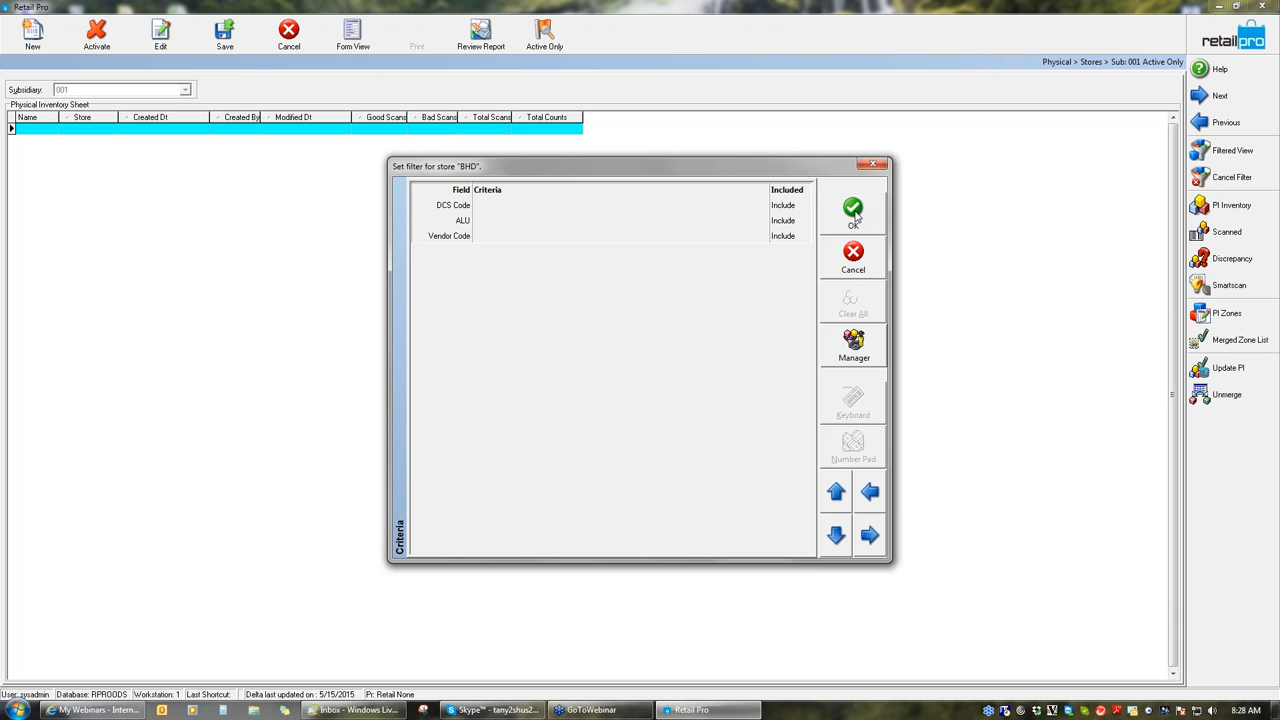 Retail Pro
New
Activate
Edit
Save
Cancel
Form View
Print
Review Report
Active Only
retailpro
Physical > Stores > Sub: 001 Active Only
Help
Subsidiary: 001
Next
Physical Inventory Sheet
Name Store Created Dt Created By Modified Dt Good Scans Bad Scans Total Scans Total Counts
Previous
Filtered View
Cancel Filter
Set filter for store "BHD".
Field Criteria Included
DCS Code Include
ALU Include
Vendor Code Include
OK
Cancel
Clear All
Manager
Keyboard
Number Pad
Criteria
PI Inventory
Scanned
Discrepancy
Smartscan
PI Zones
Merged Zone List
Update PI
Unmerge
User: sysadmin Database: RPROODS Workstation: 1 Last Shortcut: Delta last updated on : 5/15/2015 Pr: Retail None
My Webinars - Intern... Inbox - Windows Liv... Skype™ - tany2shus2... GoToWebinar Retail Pro 8:28 AM